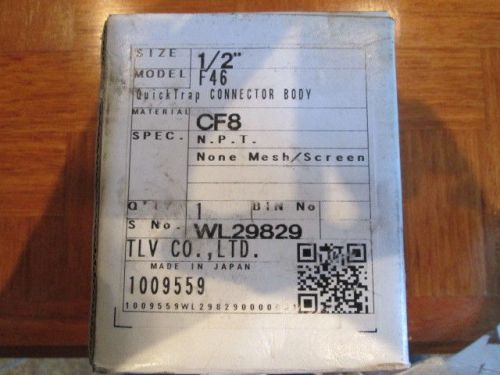 SIZE 1/2"
MODEL F46
QuickTrap CONNECTOR BODY
MATERIAL CF8
SPEC. N.P.T.
None Mesh/Screen
Q'TY 1 BIN No
S No. WL29829
TLV CO.,LTD.
MADE IN JAPAN
1009559